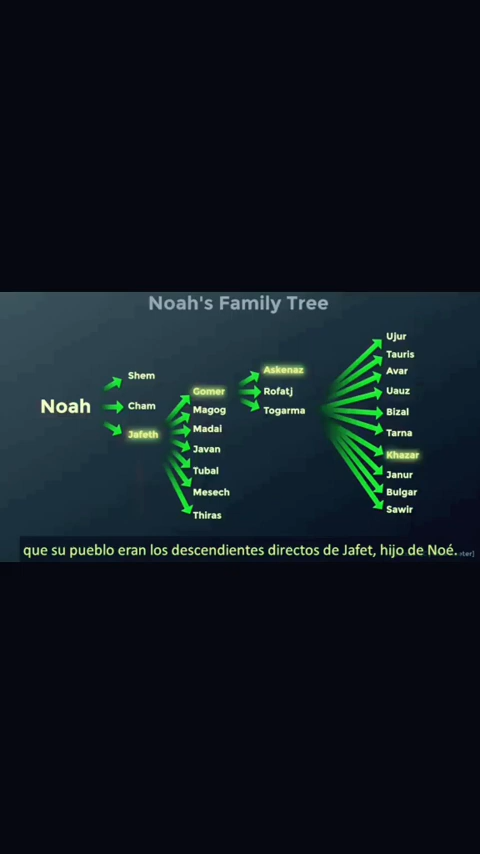 Noah's Family Tree
Noah
Shem
Cham
Jafeth
Gomer
Magog
Madai
Javan
Tubal
Mesech
Thiras
Askenaz
Rofatj
Togarma
Ujur
Tauris
Avar
Uauz
Bizal
Tarna
Khazar
Janur
Bulgar
Sawir
que su pueblo eran los descendientes directos de Jafet, hijo de Noé.